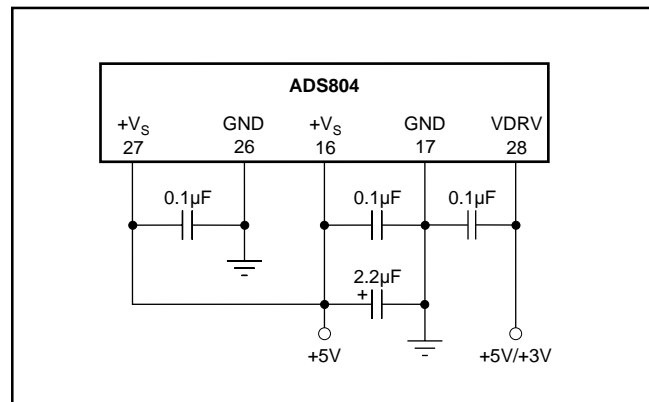 ADS804
+VS GND +VS GND VDRV
27 26 16 17 28
0.1µF 0.1µF 0.1µF
2.2µF
+
+5V +5V/+3V